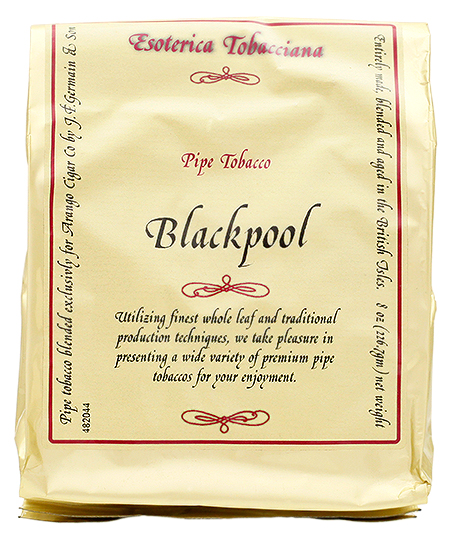 Esoterica Tobacciana
Pipe Tobacco
Blackpool
Utilizing finest whole leaf and traditional
production techniques, we take pleasure in
presenting a wide variety of premium pipe
tobaccos for your enjoyment.
Pipe tobacco blended exclusivly for Arango Cigar Co by J.F.Germain & Son
482044
Entirely made, blended and aged in the British Isles. 8 oz (226.7gm) net weight